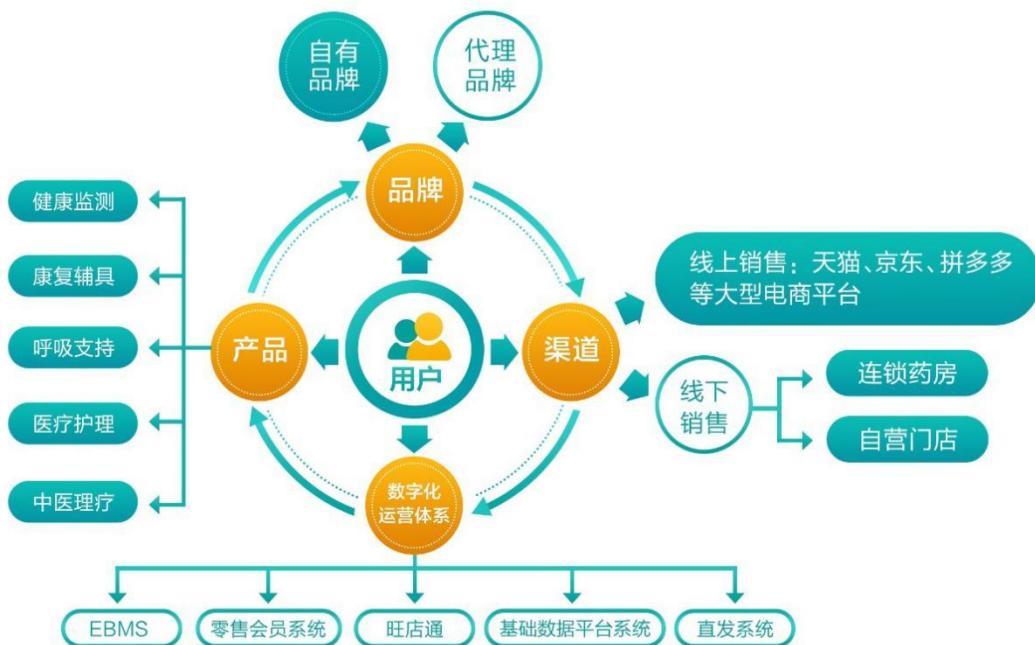 自有
品牌
代理
品牌
品牌
健康监测
康复辅具
呼吸支持
医疗护理
中医理疗
产品
用户
渠道
线上销售：天猫、京东、拼多多
等大型电商平台
线下
销售
连锁药房
自营门店
数字化
运营体系
EBMS
零售会员系统
旺店通
基础数据平台系统
直发系统